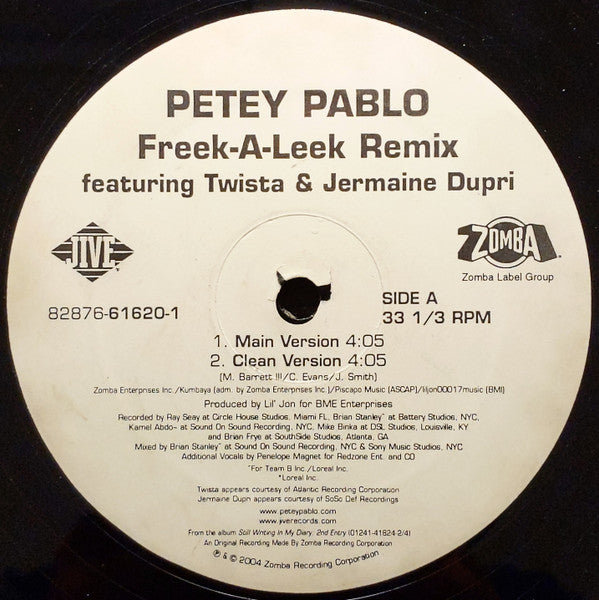 PETEY PABLO
Freek-A-Leek Remix
featuring Twista & Jermaine Dupri
JIVE
ZOMBA
Zomba Label Group
82876-61620-1
SIDE A
33 1/3 RPM
1. Main Version 4:05
2. Clean Version 4:05
(M. Barrett III/C. Evans/J. Smith)
Zomba Enterprises Inc./Kumbaya (adm. by Zomba Enterprises Inc.)/Piscapo Music (ASCAP)/liljon00017music (BMI)
Produced by Lil' Jon for BME Enterprises
Recorded by Ray Seay at Circle House Studios, Miami FL, Brian Stanley" at Battery Studios, NYC,
Kamel Abdo~ at Sound On Sound Recording, NYC, Mike Binka at DSL Studios, Louisville, KY
and Brian Frye at SouthSide Studios, Atlanta, GA
Mixed by Brian Stanley" at Sound On Sound Recording, NYC & Sony Music Studios, NYC
Additional Vocals by Penelope Magnet for Redzone Ent. and CO
"For Team B Inc./Loreal Inc.
*Loreal Inc.
Twista appears courtesy of Atlantic Recording Corporation
Jermaine Dupri appears courtesy of SoSo Def Recordings
www.peteypablo.com
www.jiverecords.com
From the album Still Writing In My Diary: 2nd Entry (01241-41824-2/4)
An Original Recording Made By Zomba Recording Corporation
℗ & © 2004 Zomba Recording Corporation